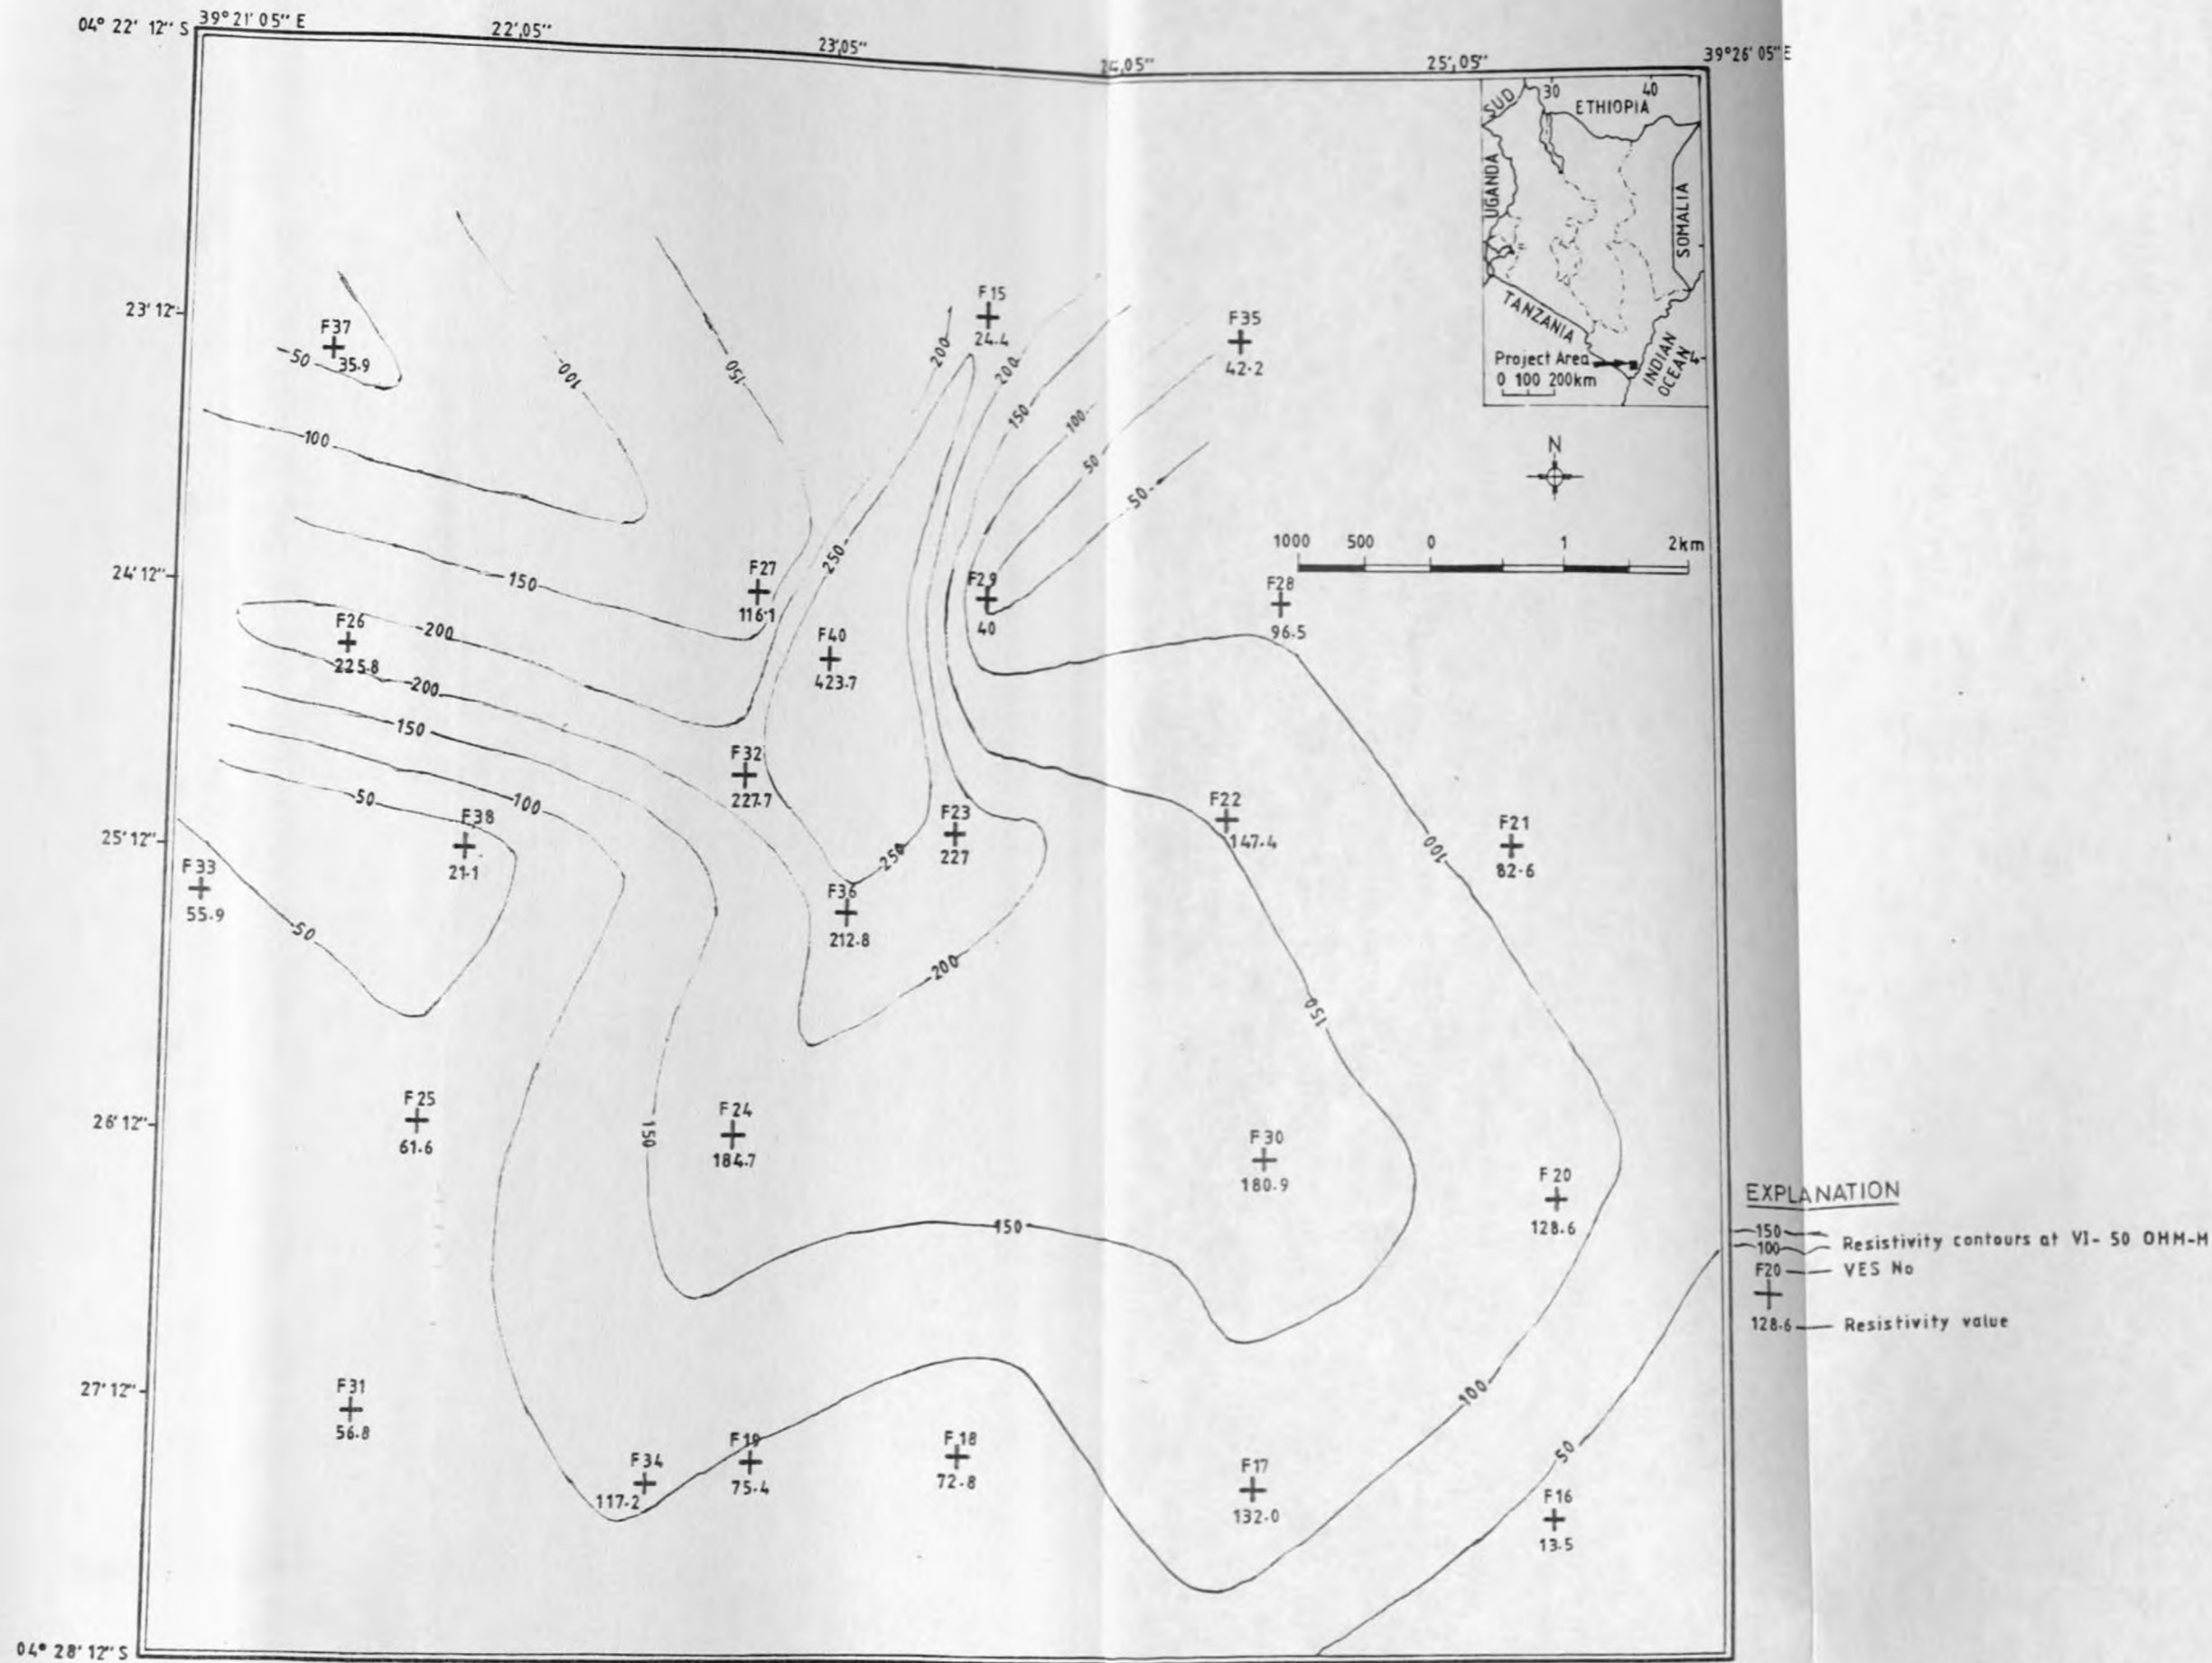 04° 22' 12" S
39° 21' 05" E
22',05"
23',05"
24,05"
25',05"
39° 26' 05" E
SUD
30
40
ETHIOPIA
UGANDA
SOMALIA
TANZANIA
INDIAN
OCEAN
4
Project Area
0 100 200km
23' 12"
F37
35.9
50
100
100
150
200
F15
24.4
200
150
100
50
50
F35
42.2
N
1000 500 0 1 2km
24' 12"
150
F27
116.1
250
F40
423.7
F29
40
F28
96.5
F26
225.8
200
200
150
F32
227.7
100
50
25' 12"
F38
21.1
F33
55.9
50
F23
227
250
F36
212.8
200
F22
147.4
100
F21
82.6
150
26' 12"
F25
61.6
150
F24
184.7
F30
180.9
F20
128.6
150
EXPLANATION
150
100
Resistivity contours at VI- 50 OHM-M
F20
VES No
128.6
Resistivity value
27' 12"
F31
56.8
F34
117.2
F19
75.4
F18
72.8
F17
132.0
100
50
F16
13.5
04° 28' 12" S